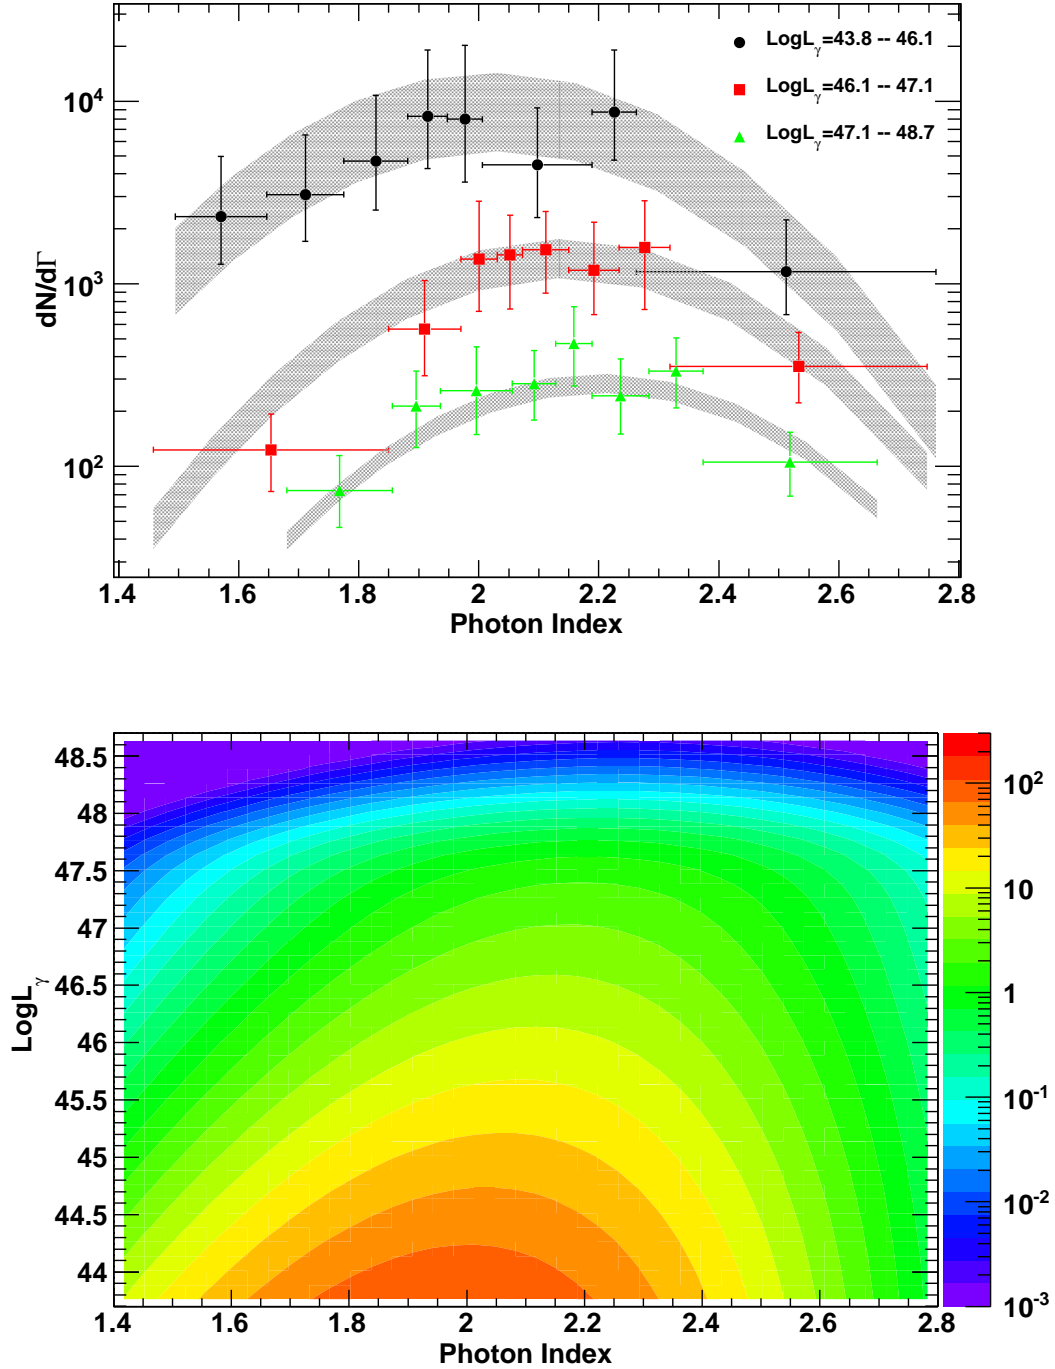 LogL_γ=43.8 -- 46.1
LogL_γ=46.1 -- 47.1
LogL_γ=47.1 -- 48.7
dN/dΓ
10^4
10^3
10^2
1.4 1.6 1.8 2 2.2 2.4 2.6 2.8
Photon Index
LogL_γ
48.5
48
47.5
47
46.5
46
45.5
45
44.5
44
10^2
10
1
10^-1
10^-2
10^-3
1.4 1.6 1.8 2 2.2 2.4 2.6 2.8
Photon Index